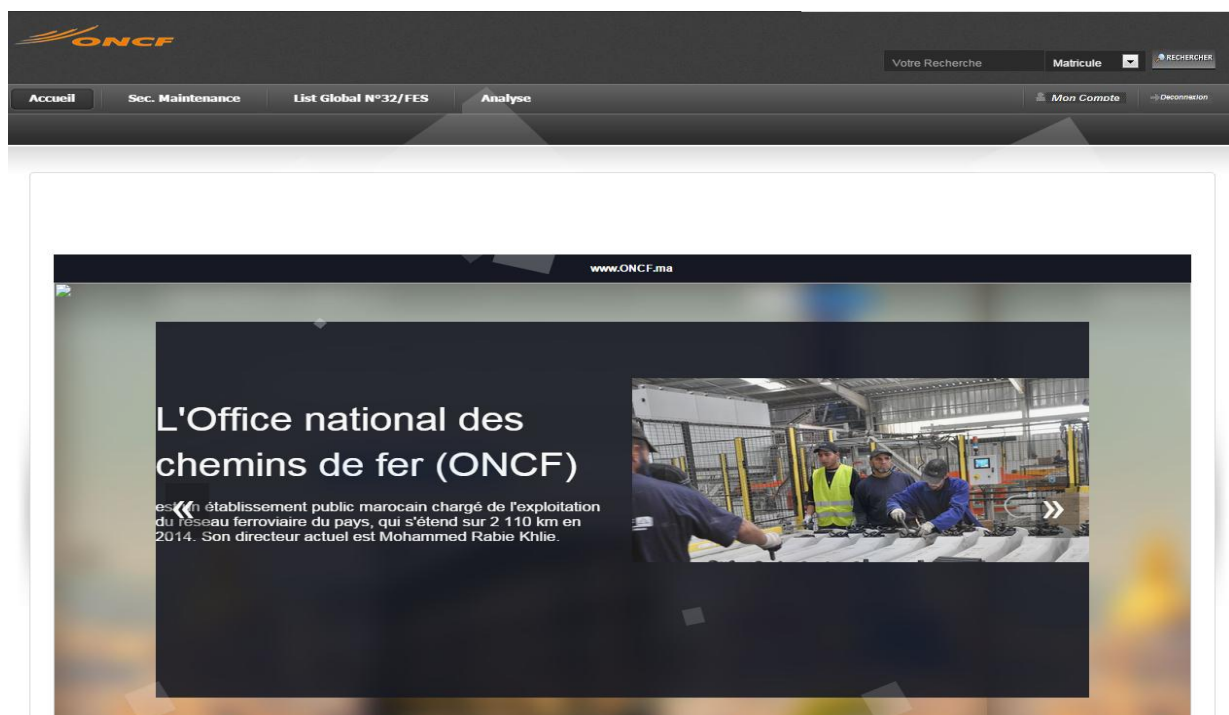 ONCF
Votre Recherche
Matricule
RECHERCHER
Accueil
Sec. Maintenance
List Global N°32/FES
Analyse
Mon Compte
Deconnexion
www.ONCF.ma
L'Office national des
chemins de fer (ONCF)
établissement public marocain chargé de l'exploitation
du réseau ferroviaire du pays, qui s'étend sur 2 110 km en
2014. Son directeur actuel est Mohammed Rabie Khlie.